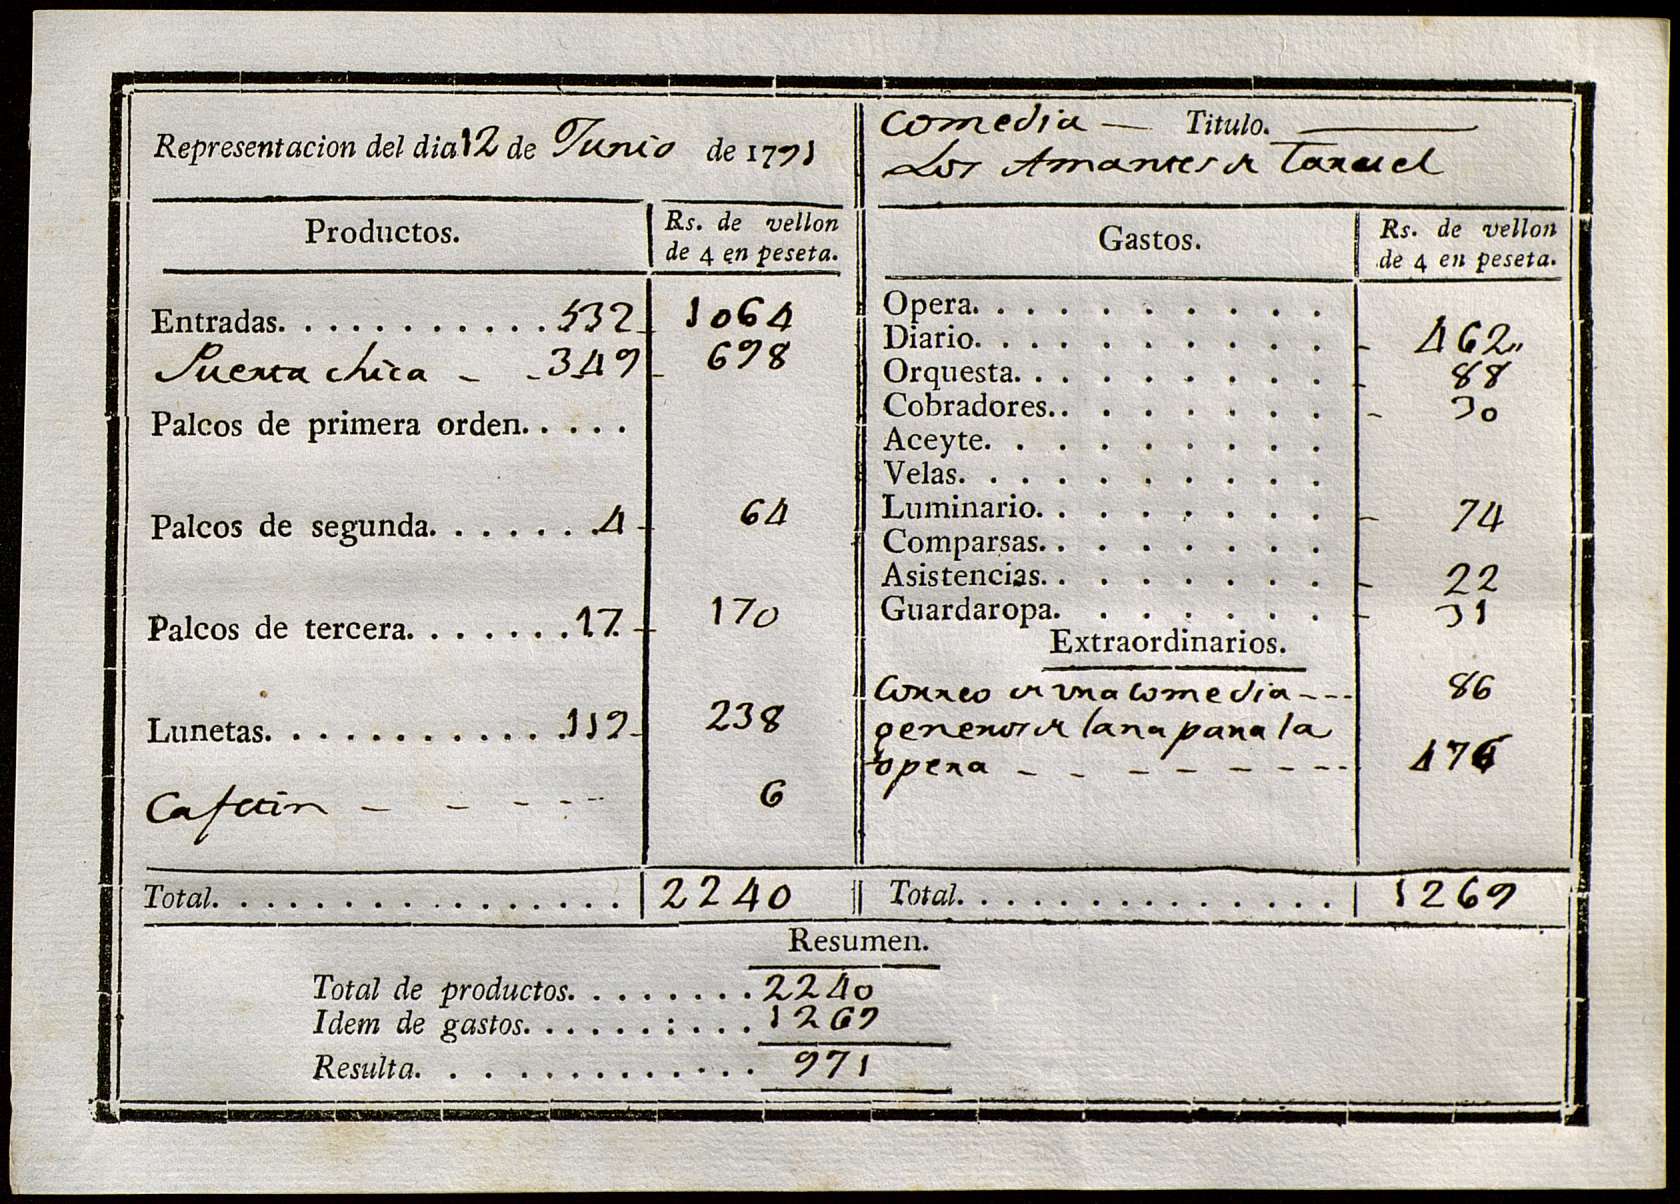 Representacion del dia 12 de Junio de 1791
Comedia — Titulo.
Los Amantes de Teruel
Productos.
Rs. de vellon
de 4 en peseta.
Entradas. . . . . . . . . . . . 532 - 1064
Puerta chica - - 349 - 698
Palcos de primera orden. . . . .
Palcos de segunda. . . . . . . 4 - 64
Palcos de tercera. . . . . . . . 17 - 170
Lunetas. . . . . . . . . . . . 119 - 238
Cafetin - - - - - 6
Total. . . . . . . . . . . . . . . . 2240
Gastos.
Rs. de vellon
de 4 en peseta.
Opera. . . . . . . . . .
Diario. . . . . . . . . . - 462
Orquesta. . . . . . . . . - 88
Cobradores. . . . . . . . - 30
Aceyte. . . . . . . . .
Velas. . . . . . . . . .
Luminario. . . . . . . . - 74
Comparsas. . . . . . . .
Asistencias. . . . . . . . - 22
Guardaropa. . . . . . . - 31
Extraordinarios.
Correo de una comedia - - - 86
generos de lana para la
opera - - - - - - - - 476
Total. . . . . . . . . . . . . . . 1269
Resumen.
Total de productos. . . . . . . . 2240
Idem de gastos. . . . . . : . . . 1269
Resulta. . . . . . . . . . . . . 971